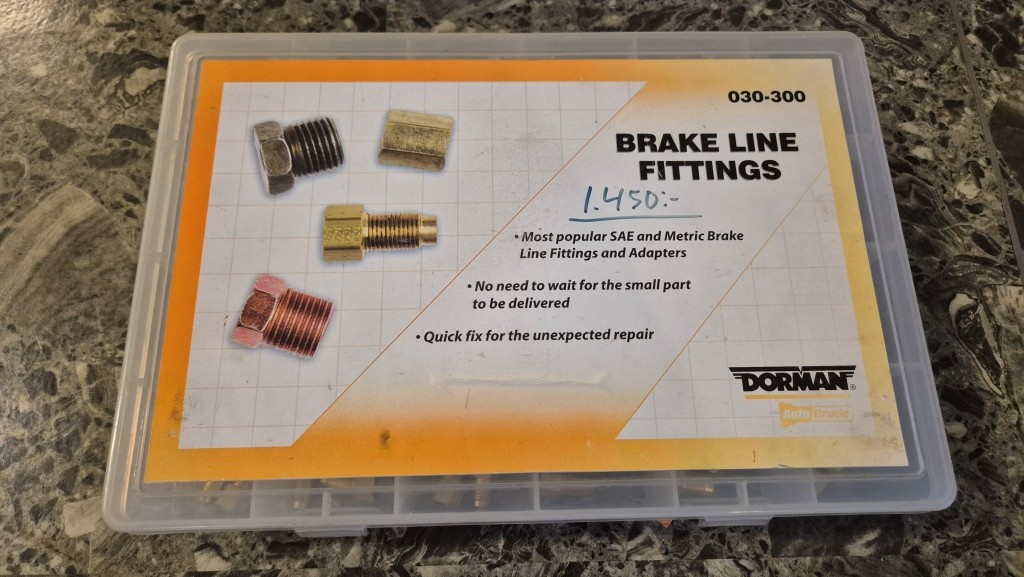 030-300
BRAKE LINE
FITTINGS
1.450:-
• Most popular SAE and Metric Brake
Line Fittings and Adapters
• No need to wait for the small part
to be delivered
• Quick fix for the unexpected repair
DORMAN®
AutoGrade